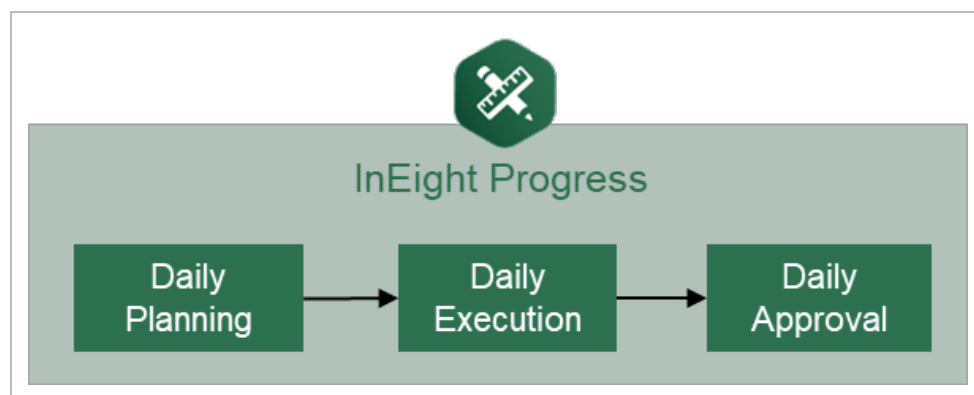 InEight Progress
Daily
Planning
Daily
Execution
Daily
Approval